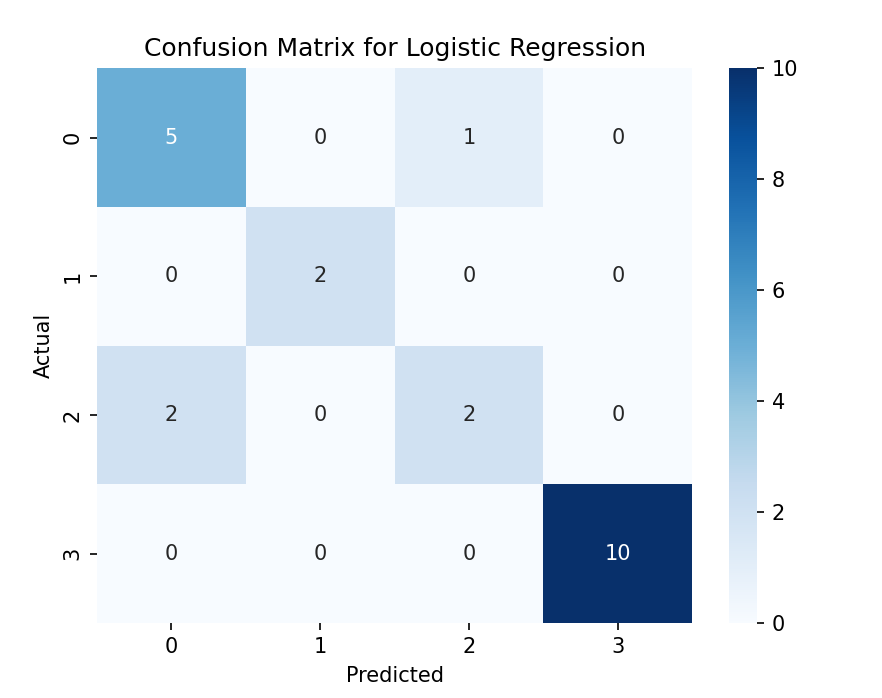 Confusion Matrix for Logistic Regression
0 5 0 1 0
1 0 2 0 0
2 2 0 2 0
3 0 0 0 10
0 1 2 3
Predicted
Actual
10
8
6
4
2
0